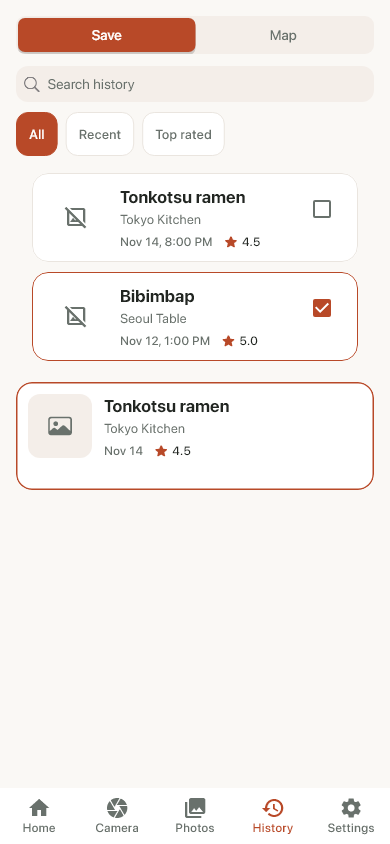 Save
Map
Search history
All
Recent
Top rated
Tonkotsu ramen
Tokyo Kitchen
Nov 14, 8:00 PM 4.5
Bibimbap
Seoul Table
Nov 12, 1:00 PM 5.0
Tonkotsu ramen
Tokyo Kitchen
Nov 14 4.5
Home
Camera
Photos
History
Settings